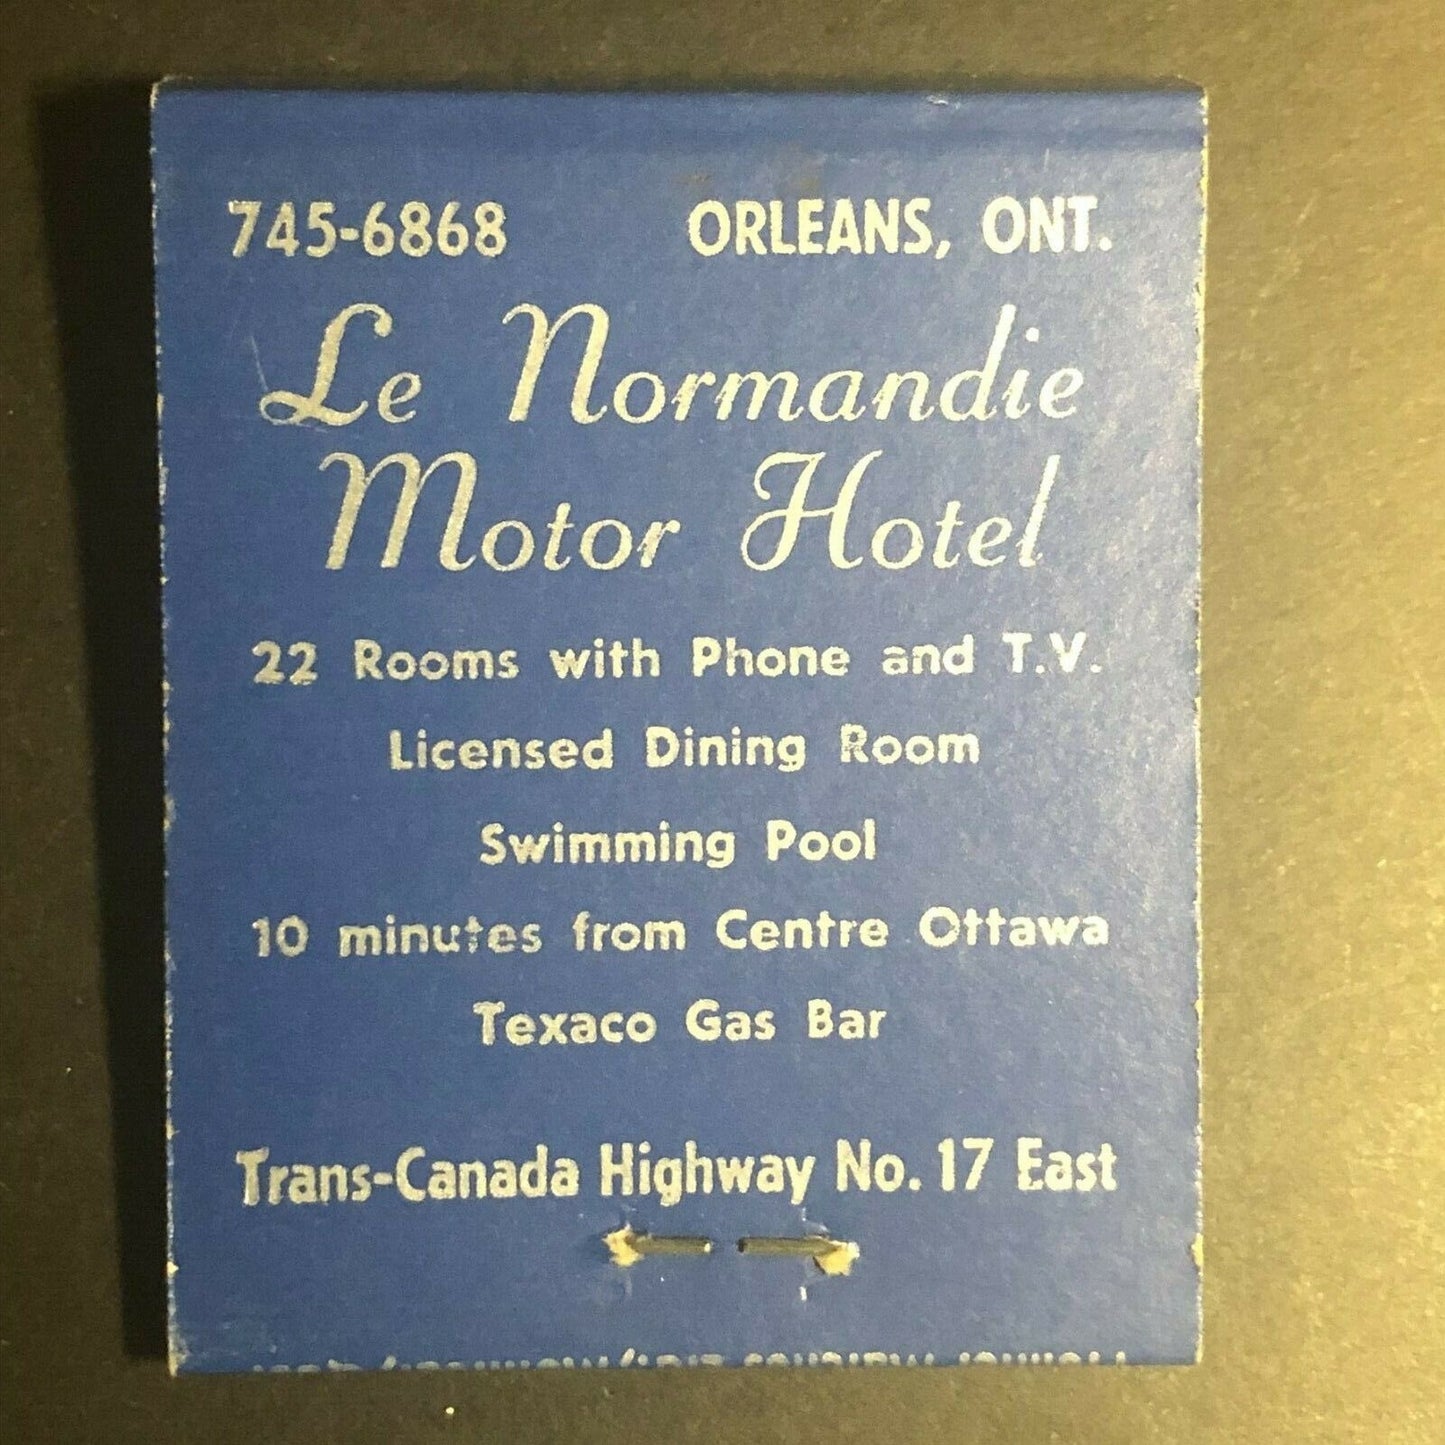 745-6868 ORLEANS, ONT.
Le Normandie
Motor Hotel
22 Rooms with Phone and T.V.
Licensed Dining Room
Swimming Pool
10 minutes from Centre Ottawa
Texaco Gas Bar
Trans-Canada Highway No. 17 East